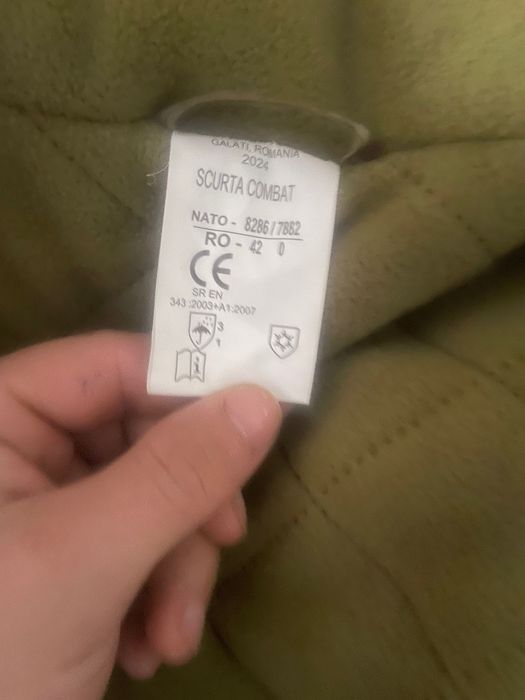 GALATI, ROMANIA
2024
SCURTA COMBAT
NATO - 8286 / 7882
RO - 42 0
CE
SR EN
343 :2003+A1:2007
3
1
i